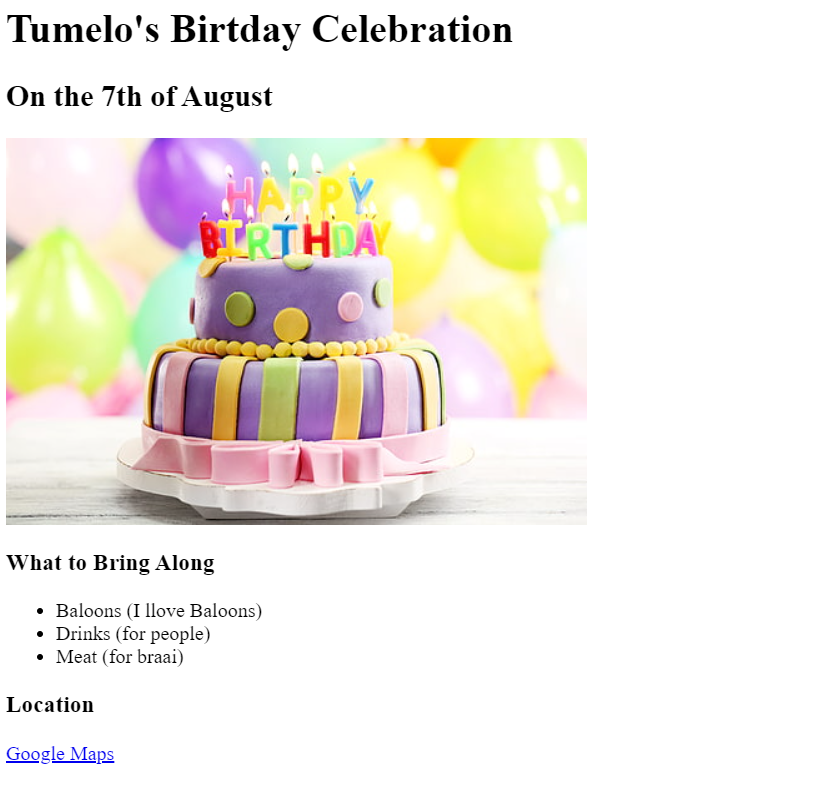 Tumelo's Birtday Celebration
On the 7th of August
HAPPY
BIRTHDAY
What to Bring Along
Baloons (I llove Baloons)
Drinks (for people)
Meat (for braai)
Location
Google Maps